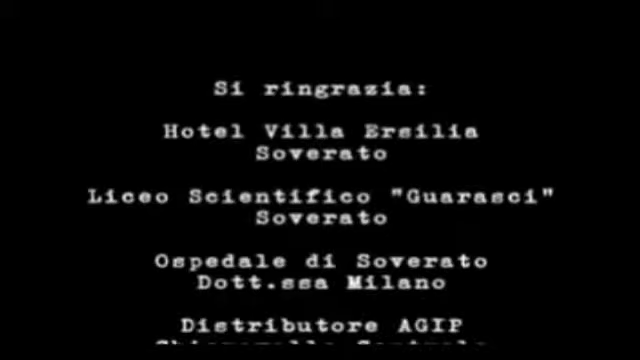 Si ringrazia:
Hotel Villa Ersilia
Soverato
Liceo Scientifico "Guarasci"
Soverato
Ospedale di Soverato
Dott.ssa Milano
Distributore AGIP